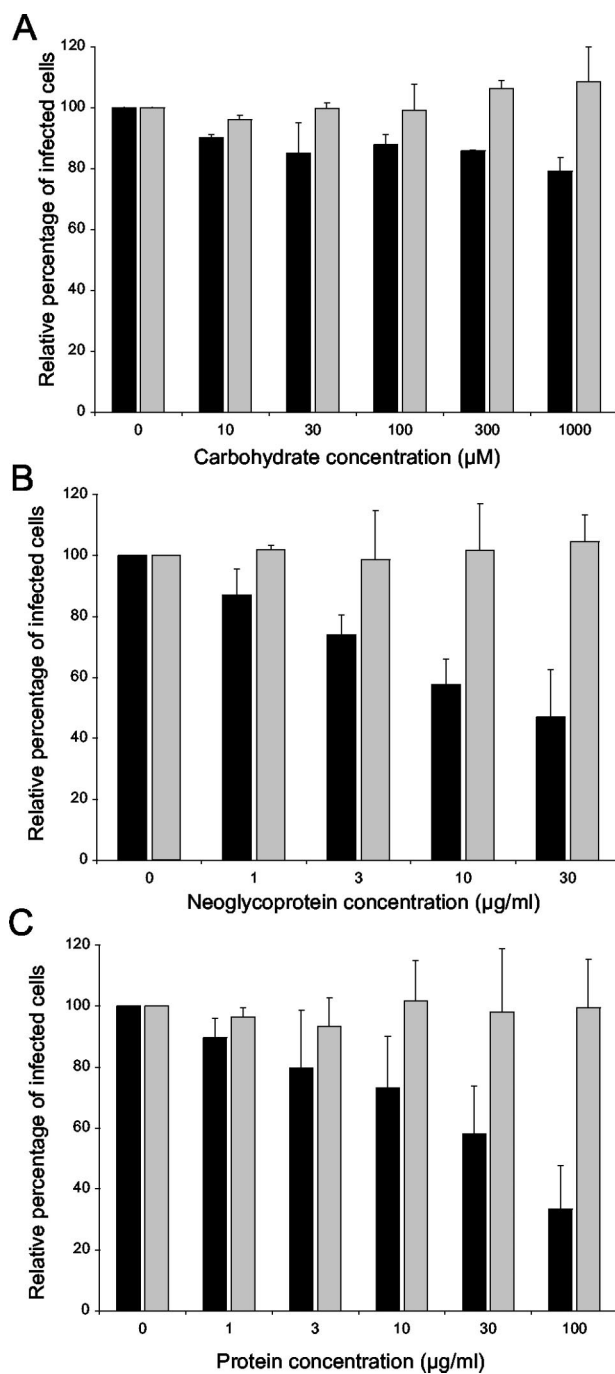 A
Relative percentage of infected cells
120
100
80
60
40
20
0
0 10 30 100 300 1000
Carbohydrate concentration (µM)
B
Relative percentage of infected cells
120
100
80
60
40
20
0
0 1 3 10 30
Neoglycoprotein concentration (µg/ml)
C
Relative percentage of infected cells
120
100
80
60
40
20
0
0 1 3 10 30 100
Protein concentration (µg/ml)